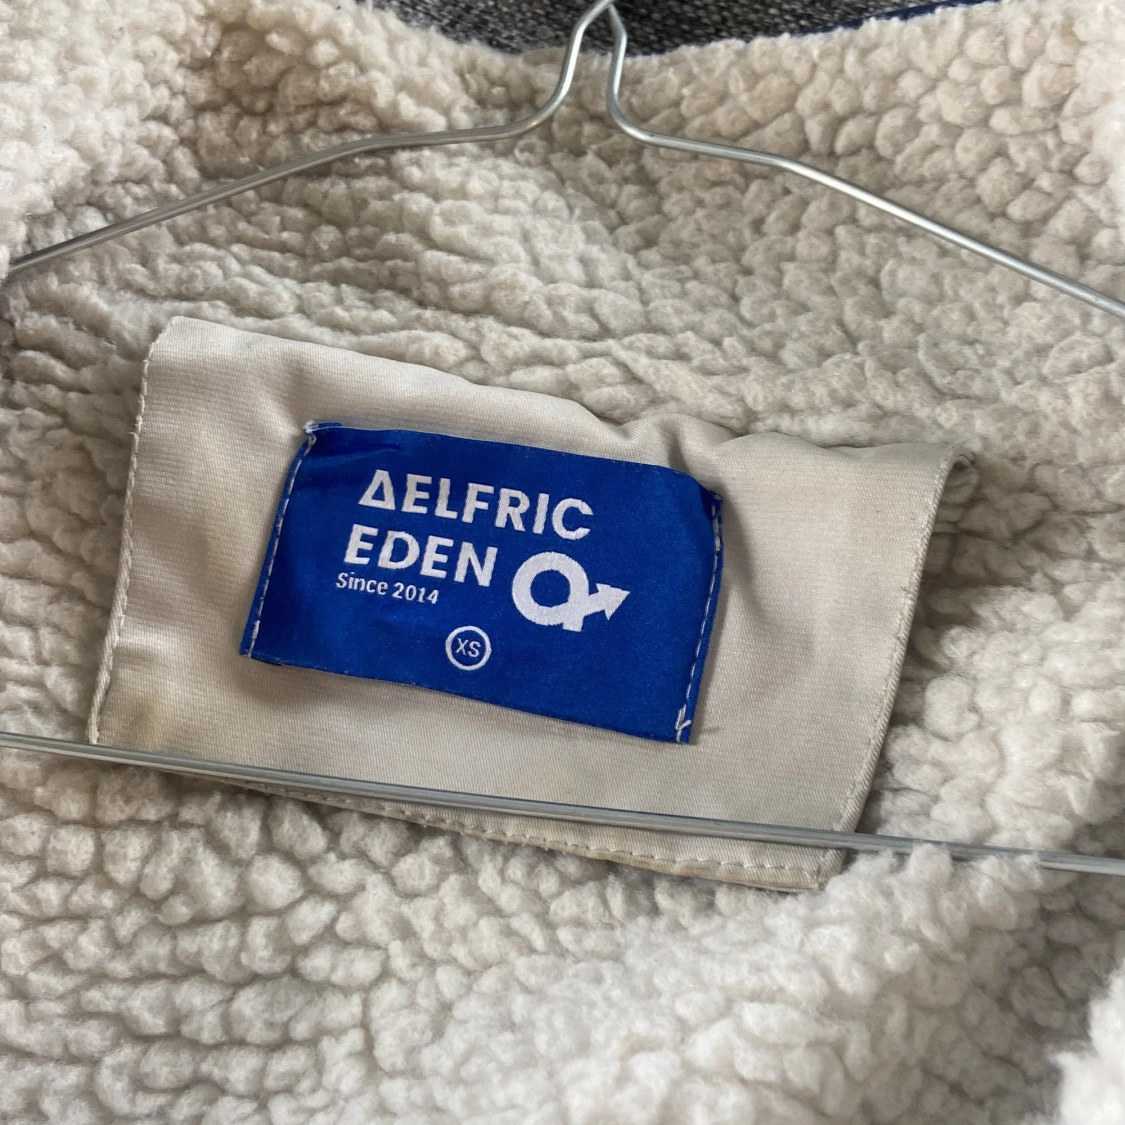 ΔELFRIC
EDEN
Since 2014
XS